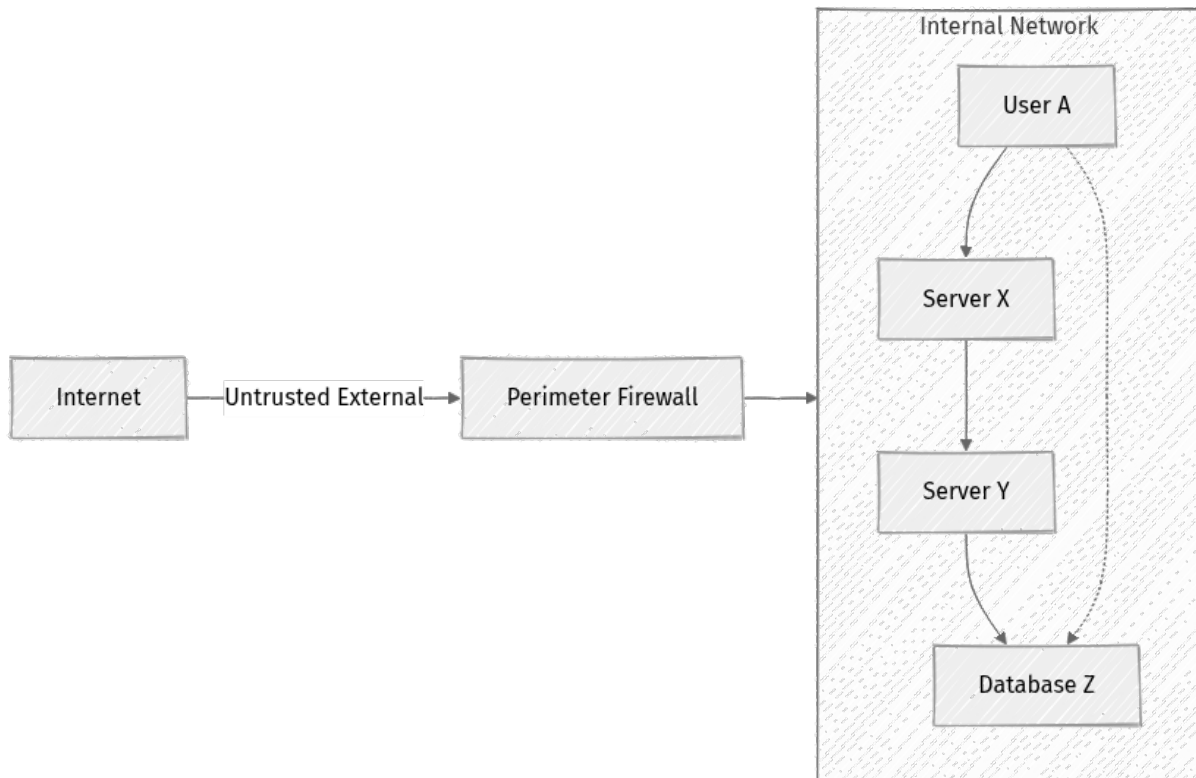 Internal Network
User A
Server X
Internet
Untrusted External
Perimeter Firewall
Server Y
Database Z